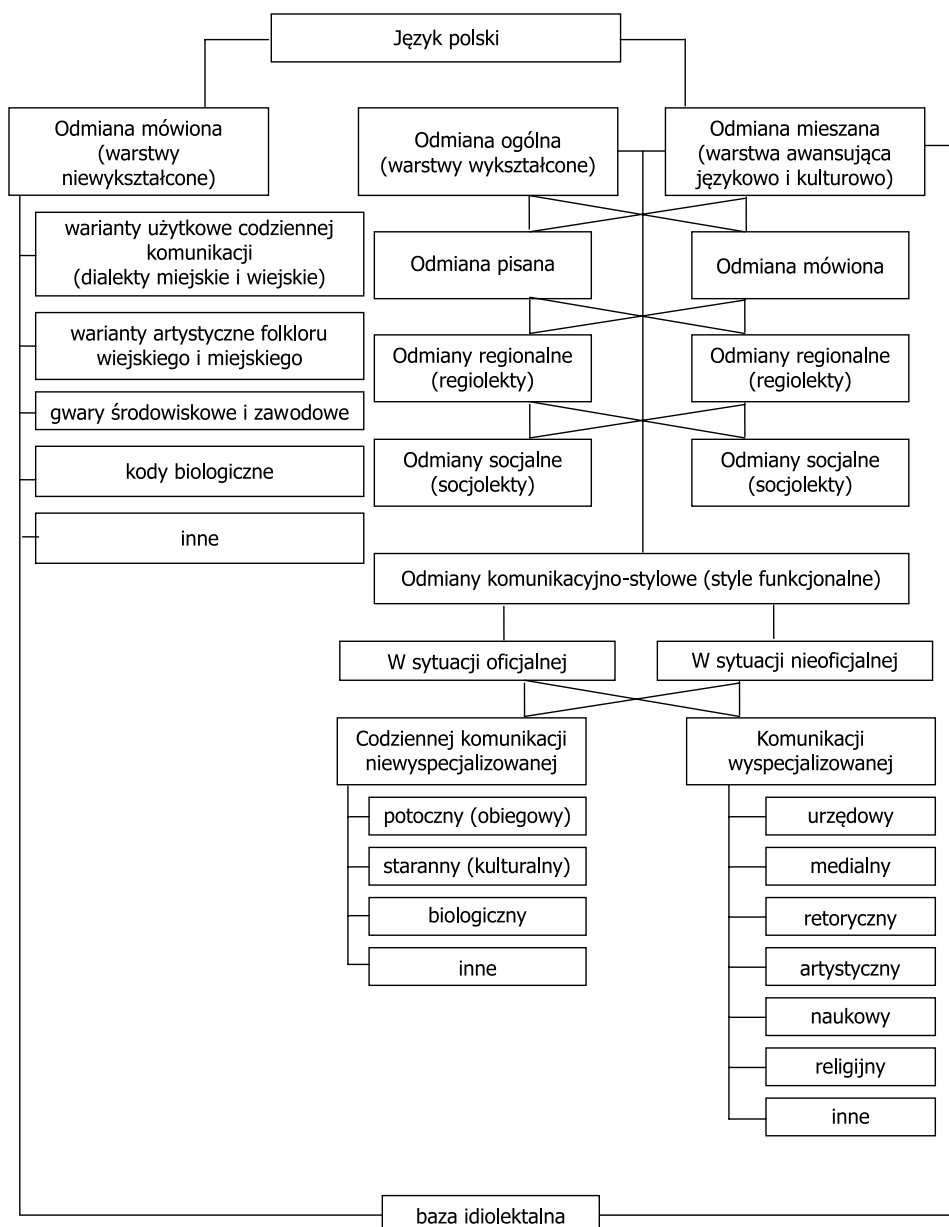 Język polski
Odmiana mówiona
(warstwy
niewykształcone)
Odmiana ogólna
(warstwy wykształcone)
Odmiana mieszana
(warstwa awansująca
językowo i kulturowo)
warianty użytkowe codziennej
komunikacji
(dialekty miejskie i wiejskie)
warianty artystyczne folkloru
wiejskiego i miejskiego
gwary środowiskowe i zawodowe
kody biologiczne
inne
Odmiana pisana
Odmiana mówiona
Odmiany regionalne
(regiolekty)
Odmiany regionalne
(regiolekty)
Odmiany socjalne
(socjolekty)
Odmiany socjalne
(socjolekty)
Odmiany komunikacyjno-stylowe (style funkcjonalne)
W sytuacji oficjalnej
W sytuacji nieoficjalnej
Codziennej komunikacji
niewyspecjalizowanej
potoczny (obiegowy)
staranny (kulturalny)
biologiczny
inne
Komunikacji
wyspecjalizowanej
urzędowy
medialny
retoryczny
artystyczny
naukowy
religijny
inne
baza idiolektalna